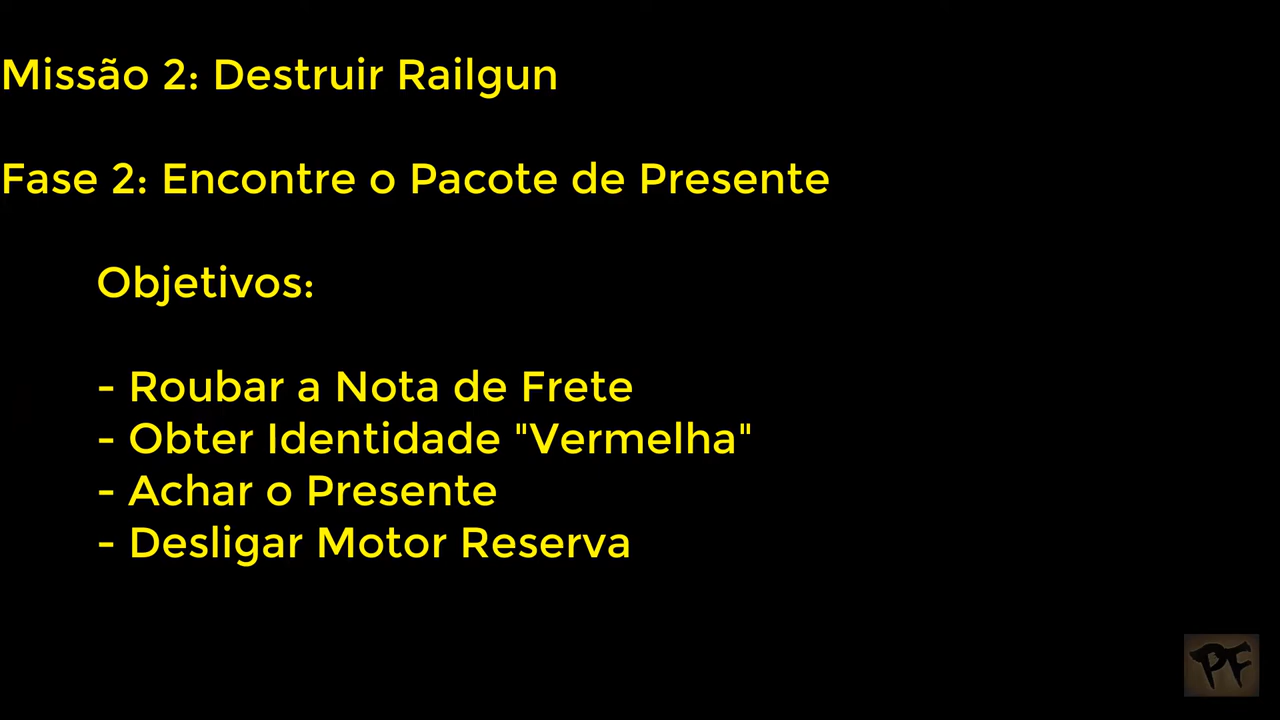 Missão 2: Destruir Railgun
Fase 2: Encontre o Pacote de Presente
Objetivos:
- Roubar a Nota de Frete
- Obter Identidade "Vermelha"
- Achar o Presente
- Desligar Motor Reserva
PF